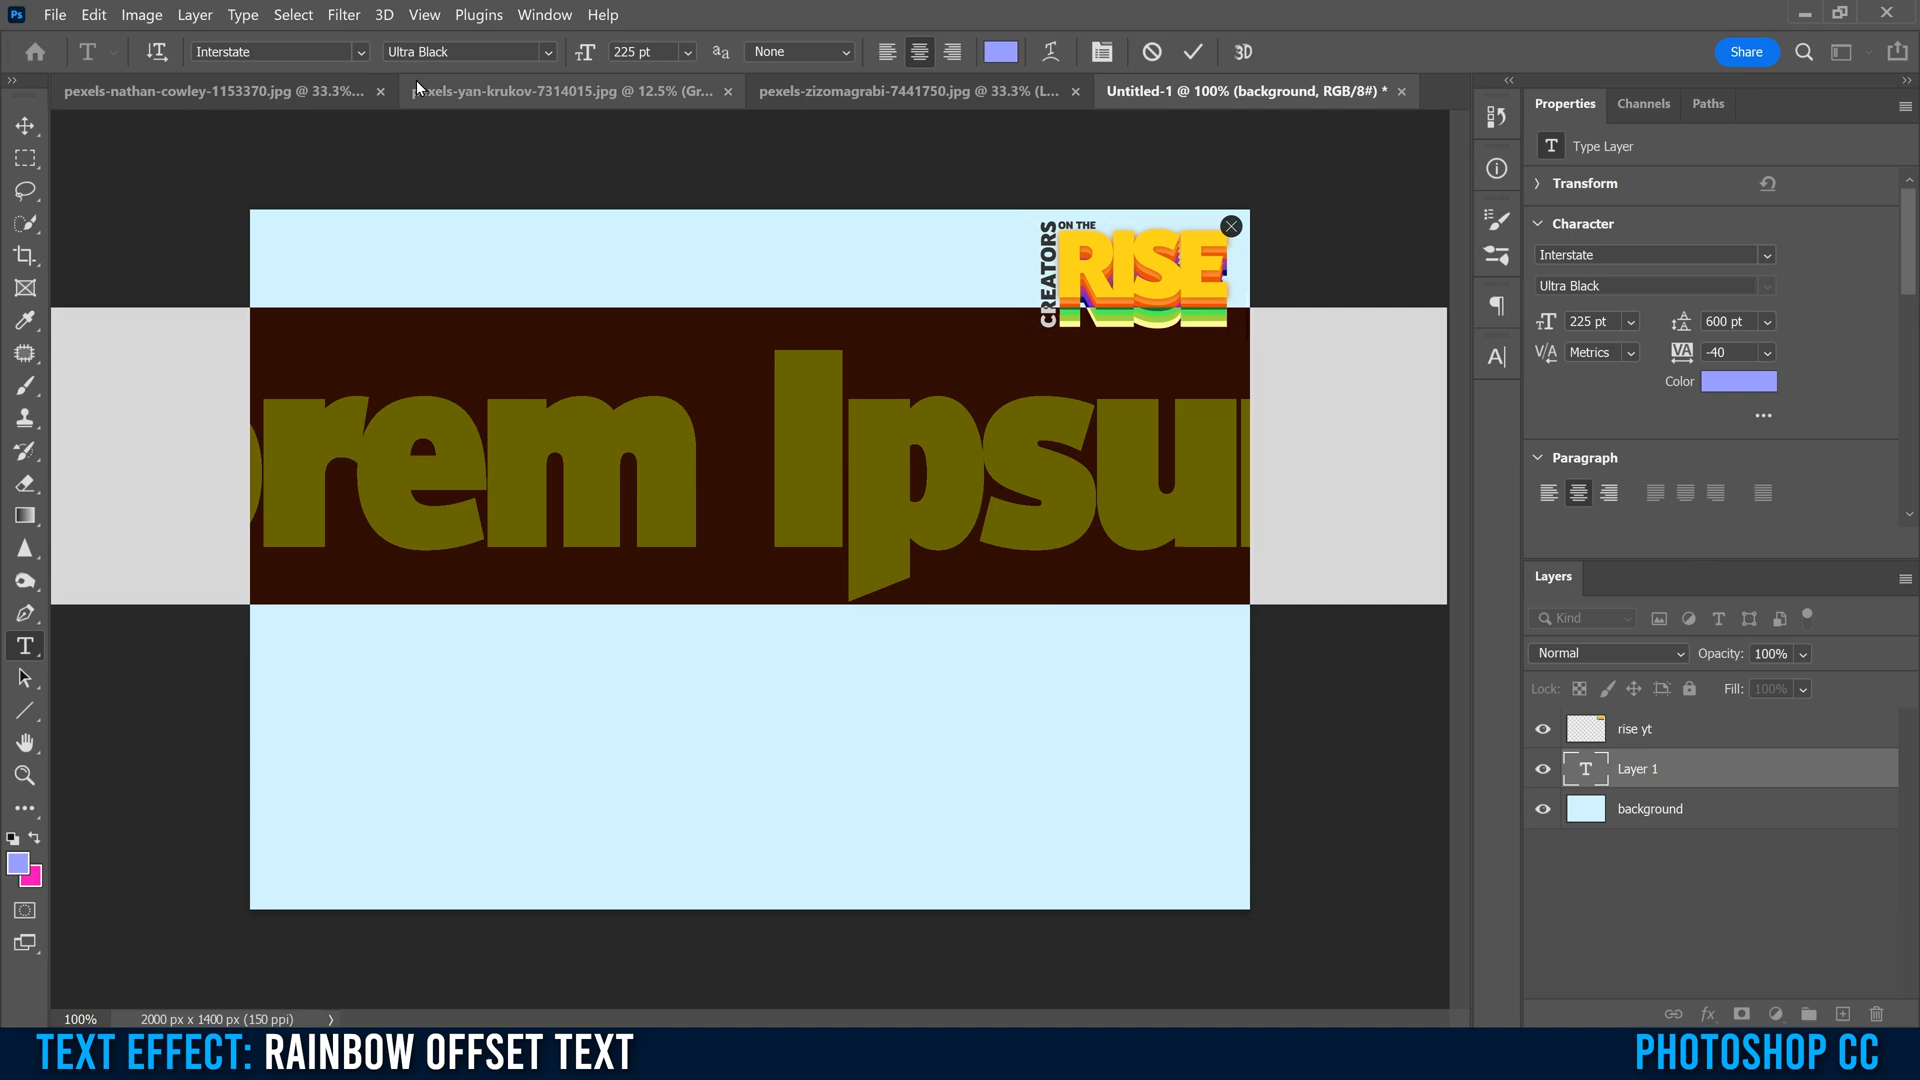 File Edit Image Layer Type Select Filter 3D View Plugins Window Help
Interstate Ultra Black 225 pt None 3D Share
pexels-nathan-cowley-1153370.jpg @ 33.3%... pexels-yan-krukov-7314015.jpg @ 12.5% (Gr... pexels-zizomagrabi-7441750.jpg @ 33.3% (L... Untitled-1 @ 100% (background, RGB/8#) *
Properties Channels Paths
Type Layer
Transform
Character
Interstate
Ultra Black
225 pt 600 pt
Metrics -40
Color
Paragraph
CREATORS
ON THE
RISE
orem Ipsum
Layers
Kind
Normal Opacity: 100%
Lock: Fill: 100%
rise yt
Layer 1
background
100% 2000 px x 1400 px (150 ppi)
TEXT EFFECT: RAINBOW OFFSET TEXT
PHOTOSHOP CC